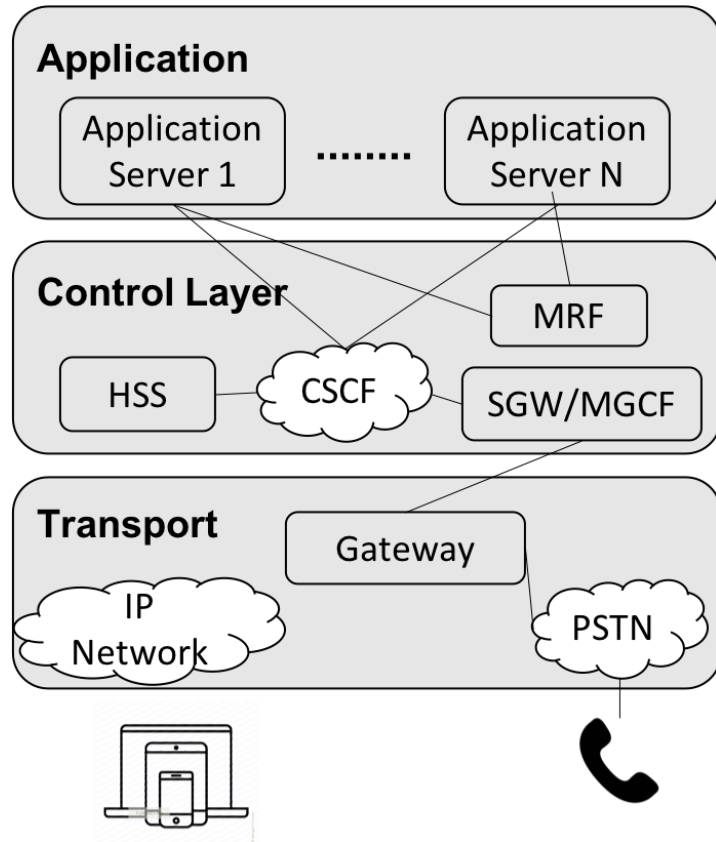 Application
Application
Server 1
........
Application
Server N
Control Layer
MRF
HSS
CSCF
SGW/MGCF
Transport
Gateway
IP
Network
PSTN